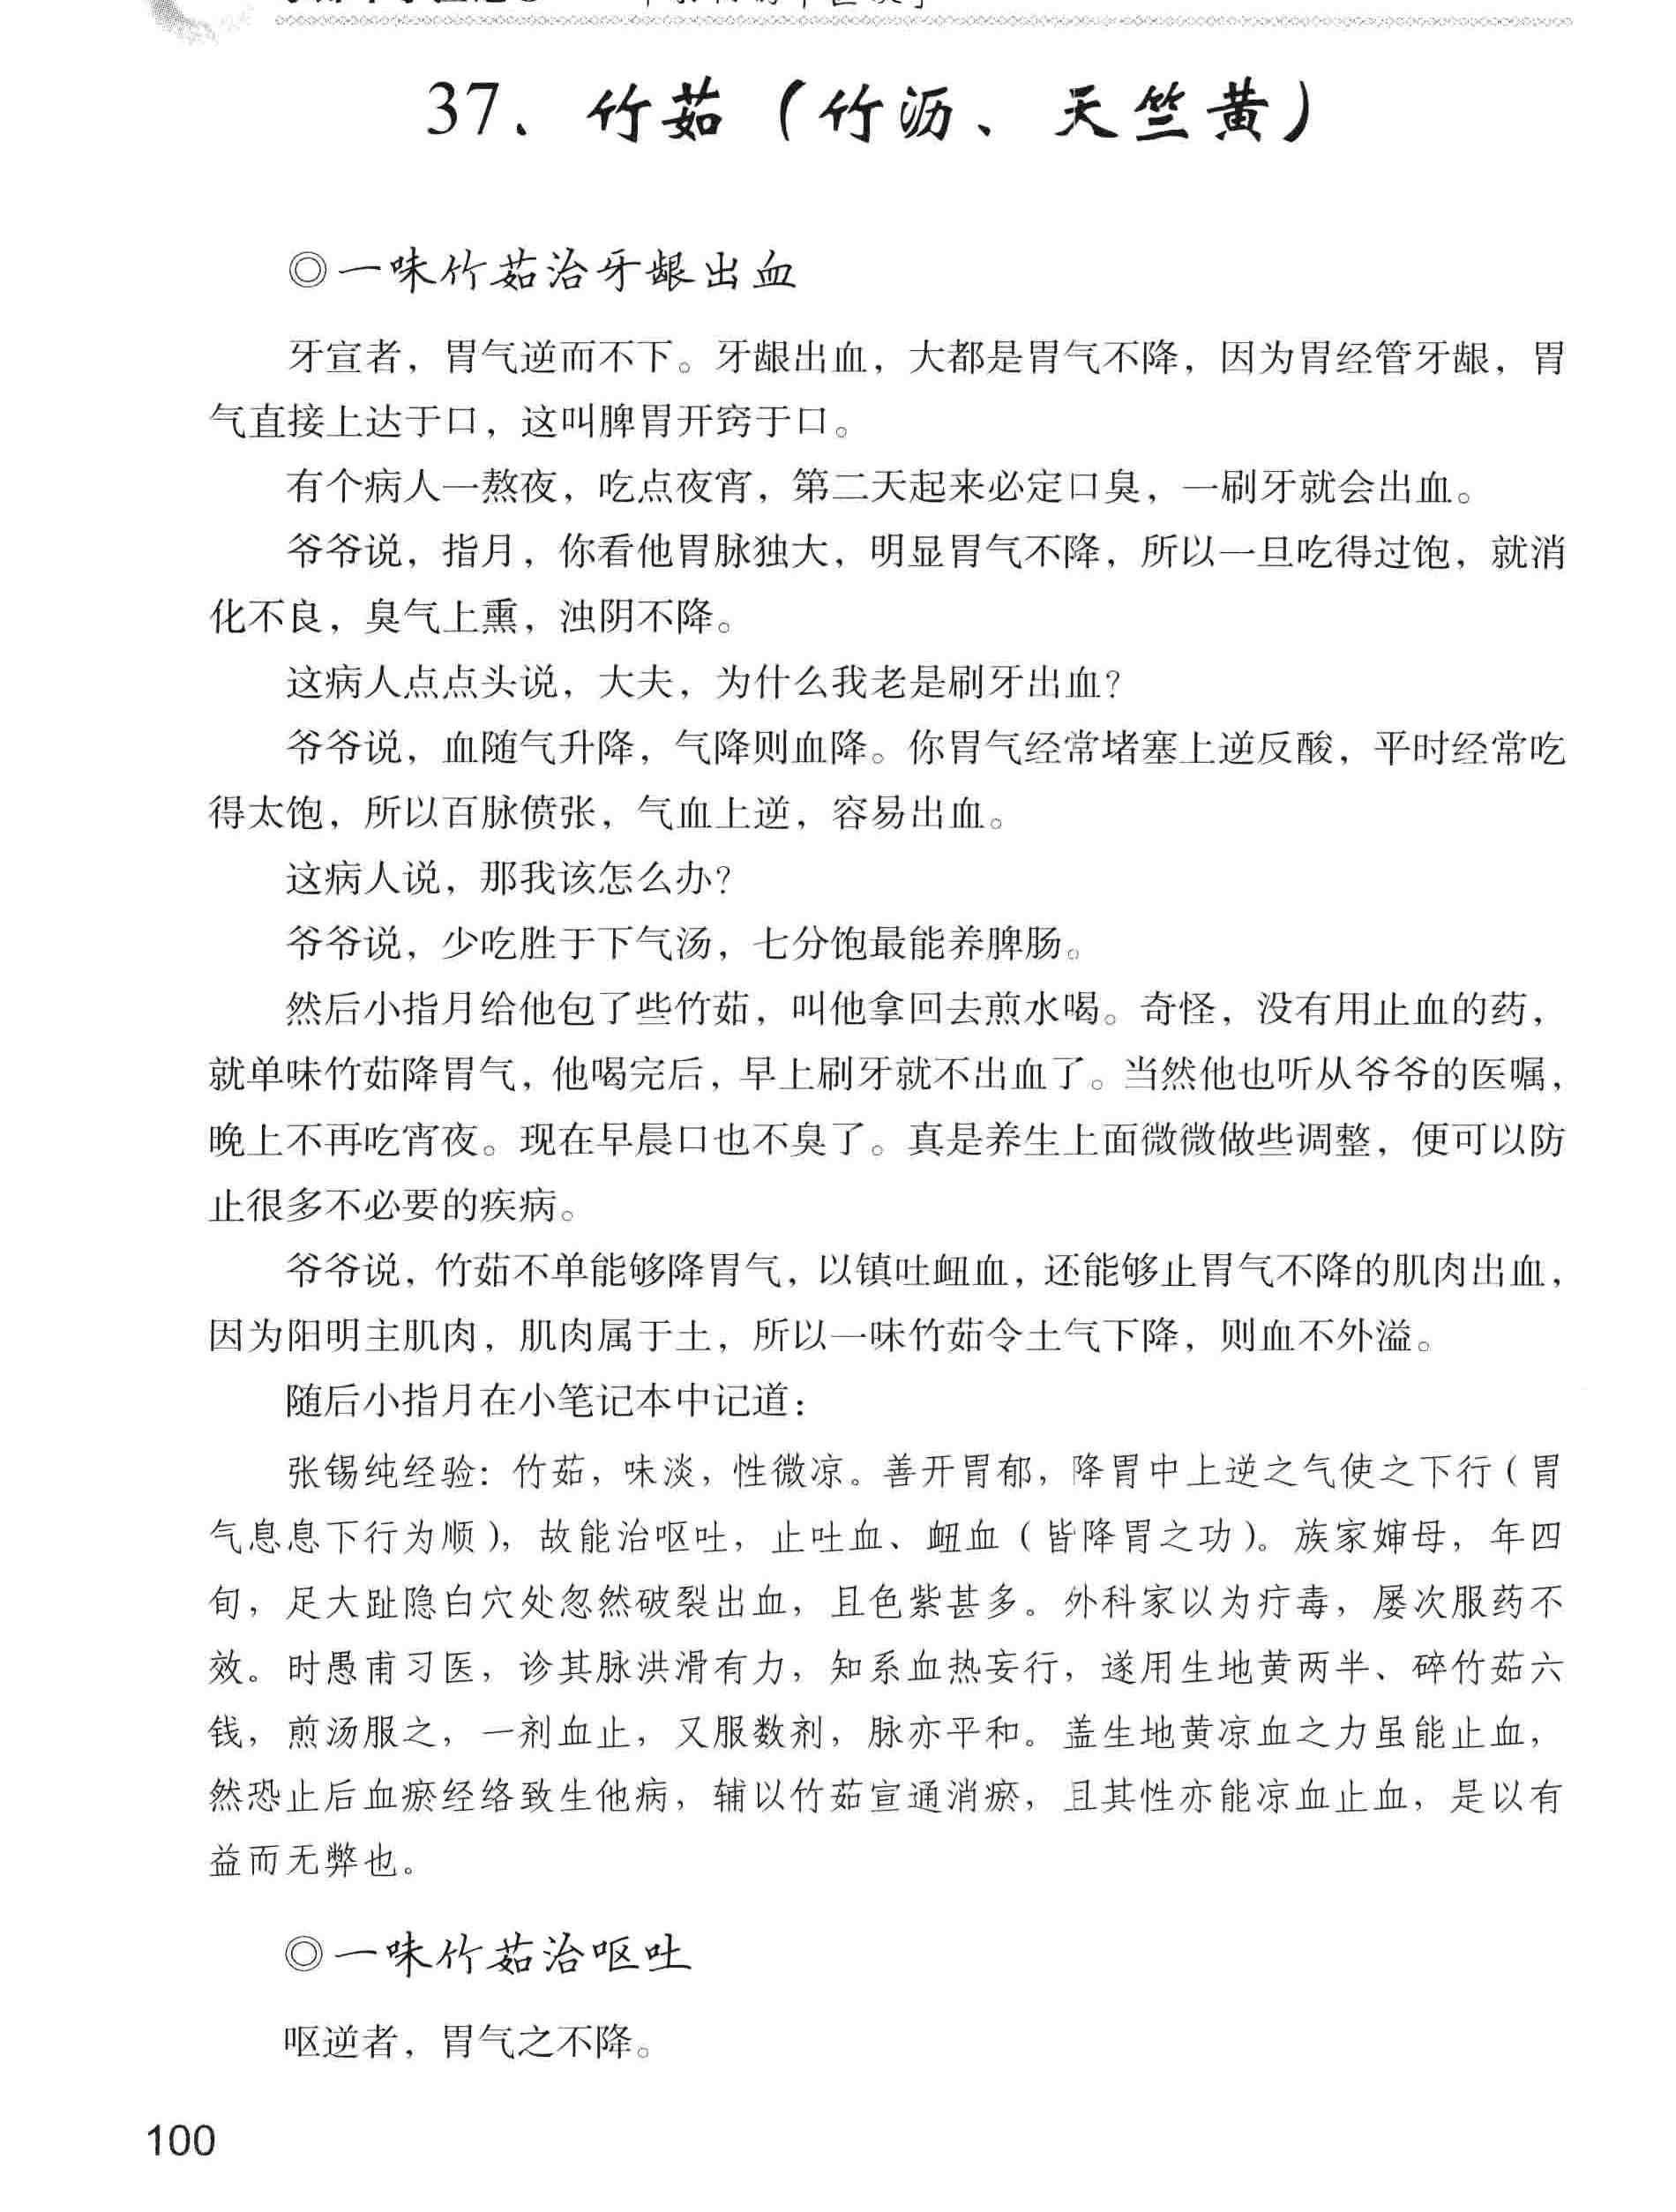 37、竹茹（竹沥、天竺黄）
◎一味竹茹治牙龈出血
牙宣者，胃气逆而不下。牙龈出血，大都是胃气不降，因为胃经管牙龈，胃
气直接上达于口，这叫脾胃开窍于口。
有个病人一熬夜，吃点夜宵，第二天起来必定口臭，一刷牙就会出血。
爷爷说，指月，你看他胃脉独大，明显胃气不降，所以一旦吃得过饱，就消
化不良，臭气上熏，浊阴不降。
这病人点点头说，大夫，为什么我老是刷牙出血？
爷爷说，血随气升降，气降则血降。你胃气经常堵塞上逆反酸，平时经常吃
得太饱，所以百脉偾张，气血上逆，容易出血。
这病人说，那我该怎么办？
爷爷说，少吃胜于下气汤，七分饱最能养脾肠。
然后小指月给他包了些竹茹，叫他拿回去煎水喝。奇怪，没有用止血的药，
就单味竹茹降胃气，他喝完后，早上刷牙就不出血了。当然他也听从爷爷的医嘱，
晚上不再吃宵夜。现在早晨口也不臭了。真是养生上面微微做些调整，便可以防
止很多不必要的疾病。
爷爷说，竹茹不单能够降胃气，以镇吐衄血，还能够止胃气不降的肌肉出血，
因为阳明主肌肉，肌肉属于土，所以一味竹茹令土气下降，则血不外溢。
随后小指月在小笔记本中记道：
张锡纯经验：竹茹，味淡，性微凉。善开胃郁，降胃中上逆之气使之下行（胃
气息息下行为顺），故能治呕吐，止吐血、衄血（皆降胃之功）。族家婶母，年四
旬，足大趾隐白穴处忽然破裂出血，且色紫甚多。外科家以为疔毒，屡次服药不
效。时愚甫习医，诊其脉洪滑有力，知系血热妄行，遂用生地黄两半、碎竹茹六
钱，煎汤服之，一剂血止，又服数剂，脉亦平和。盖生地黄凉血之力虽能止血，
然恐止后血瘀经络致生他病，辅以竹茹宣通消瘀，且其性亦能凉血止血，是以有
益而无弊也。
◎一味竹茹治呕吐
呕逆者，胃气之不降。
100